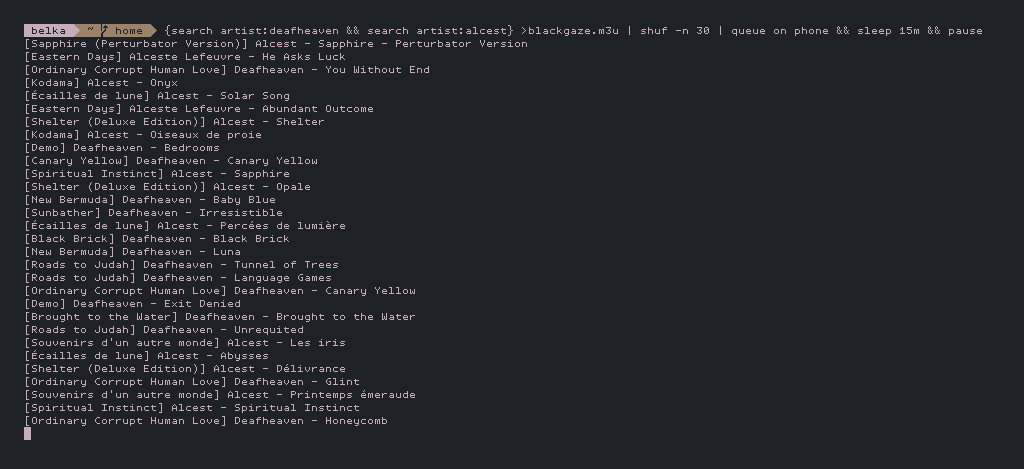 belka ~ home {search artist:deafheaven && search artist:alcest} >blackgaze.m3u | shuf -n 30 | queue on phone && sleep 15m && pause
[Sapphire (Perturbator Version)] Alcest - Sapphire - Perturbator Version
[Eastern Days] Alceste Lefeuvre - He Asks Luck
[Ordinary Corrupt Human Love] Deafheaven - You Without End
[Kodama] Alcest - Onyx
[Écailles de lune] Alcest - Solar Song
[Eastern Days] Alceste Lefeuvre - Abundant Outcome
[Shelter (Deluxe Edition)] Alcest - Shelter
[Kodama] Alcest - Oiseaux de proie
[Demo] Deafheaven - Bedrooms
[Canary Yellow] Deafheaven - Canary Yellow
[Spiritual Instinct] Alcest - Sapphire
[Shelter (Deluxe Edition)] Alcest - Opale
[New Bermuda] Deafheaven - Baby Blue
[Sunbather] Deafheaven - Irresistible
[Écailles de lune] Alcest - Percées de lumière
[Black Brick] Deafheaven - Black Brick
[New Bermuda] Deafheaven - Luna
[Roads to Judah] Deafheaven - Tunnel of Trees
[Roads to Judah] Deafheaven - Language Games
[Ordinary Corrupt Human Love] Deafheaven - Canary Yellow
[Demo] Deafheaven - Exit Denied
[Brought to the Water] Deafheaven - Brought to the Water
[Roads to Judah] Deafheaven - Unrequited
[Souvenirs d'un autre monde] Alcest - Les iris
[Écailles de lune] Alcest - Abysses
[Shelter (Deluxe Edition)] Alcest - Délivrance
[Ordinary Corrupt Human Love] Deafheaven - Glint
[Souvenirs d'un autre monde] Alcest - Printemps émeraude
[Spiritual Instinct] Alcest - Spiritual Instinct
[Ordinary Corrupt Human Love] Deafheaven - Honeycomb